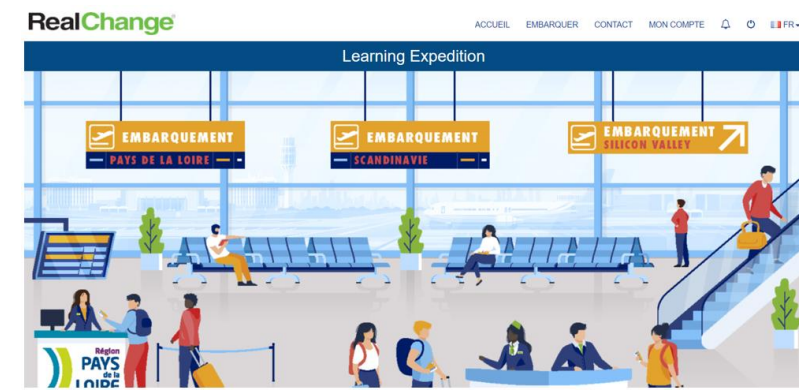 RealChange
ACCUEIL EMBARQUER CONTACT MON COMPTE FR
Learning Expedition
EMBARQUEMENT
PAYS DE LA LOIRE
EMBARQUEMENT
SCANDINAVIE
EMBARQUEMENT
SILICON VALLEY
Région
PAYS
de la
LOIRE